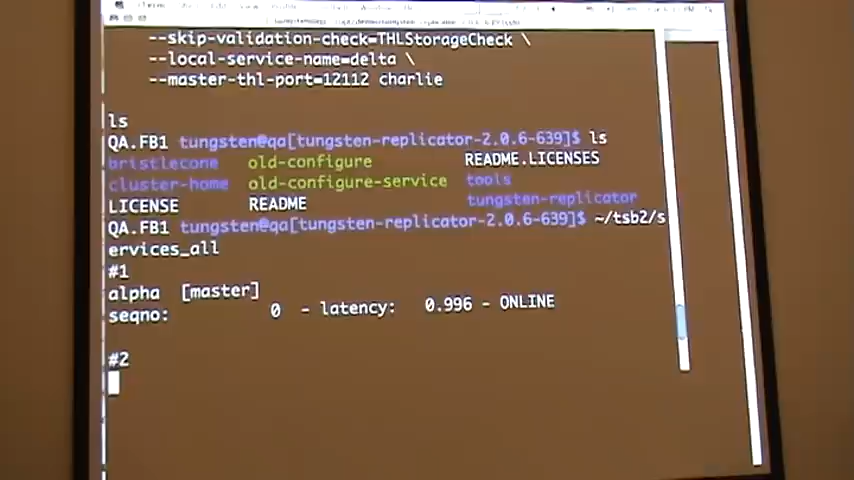 --skip-validation-check=THLStorageCheck \
--local-service-name=delta \
--master-thl-port=12112 charlie
ls
QA.FB1 tungsten@qa[tungsten-replicator-2.0.6-639]$ ls
bristlecone old-configure README.LICENSES
cluster-home old-configure-service tools
LICENSE README tungsten-replicator
QA.FB1 tungsten@qa[tungsten-replicator-2.0.6-639]$ ~/tsb2/s
ervices_all
#1
alpha [master]
seqno: 0 - latency: 0.996 - ONLINE
#2